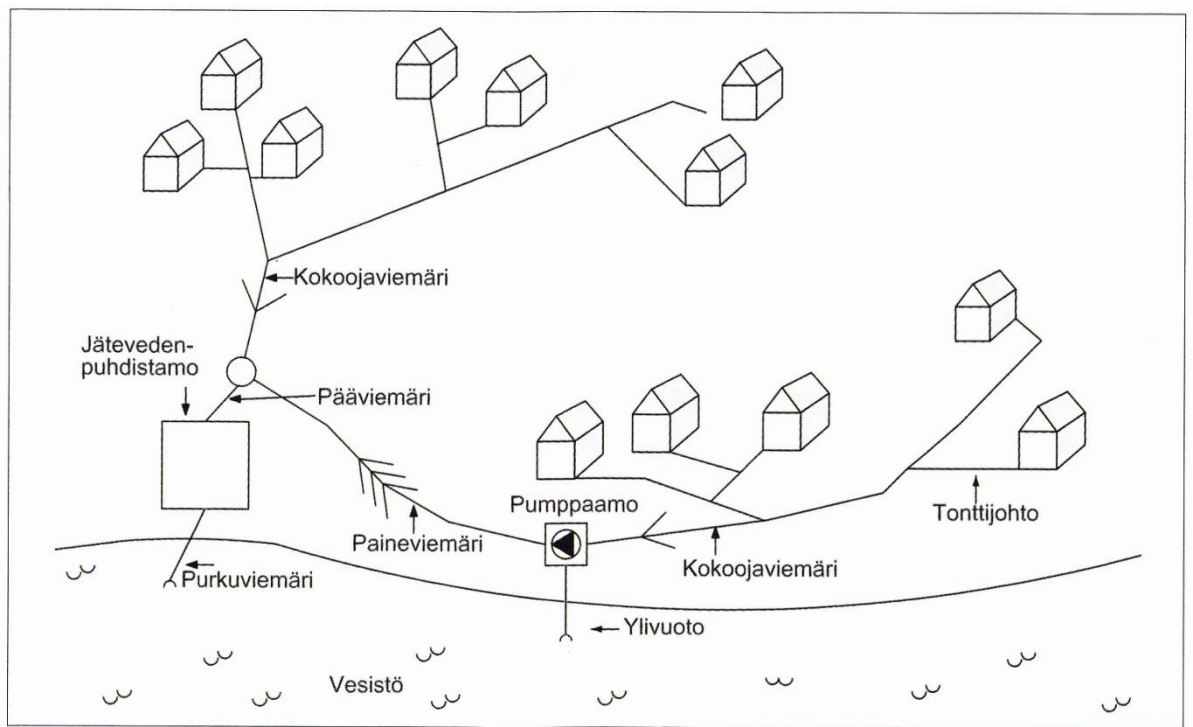 Kokoojaviemäri
Jäteveden-
puhdistamo
Pääviemäri
Pumppaamo
Tonttijohto
Paineviemäri
Kokoojaviemäri
Purkuviemäri
Ylivuoto
Vesistö